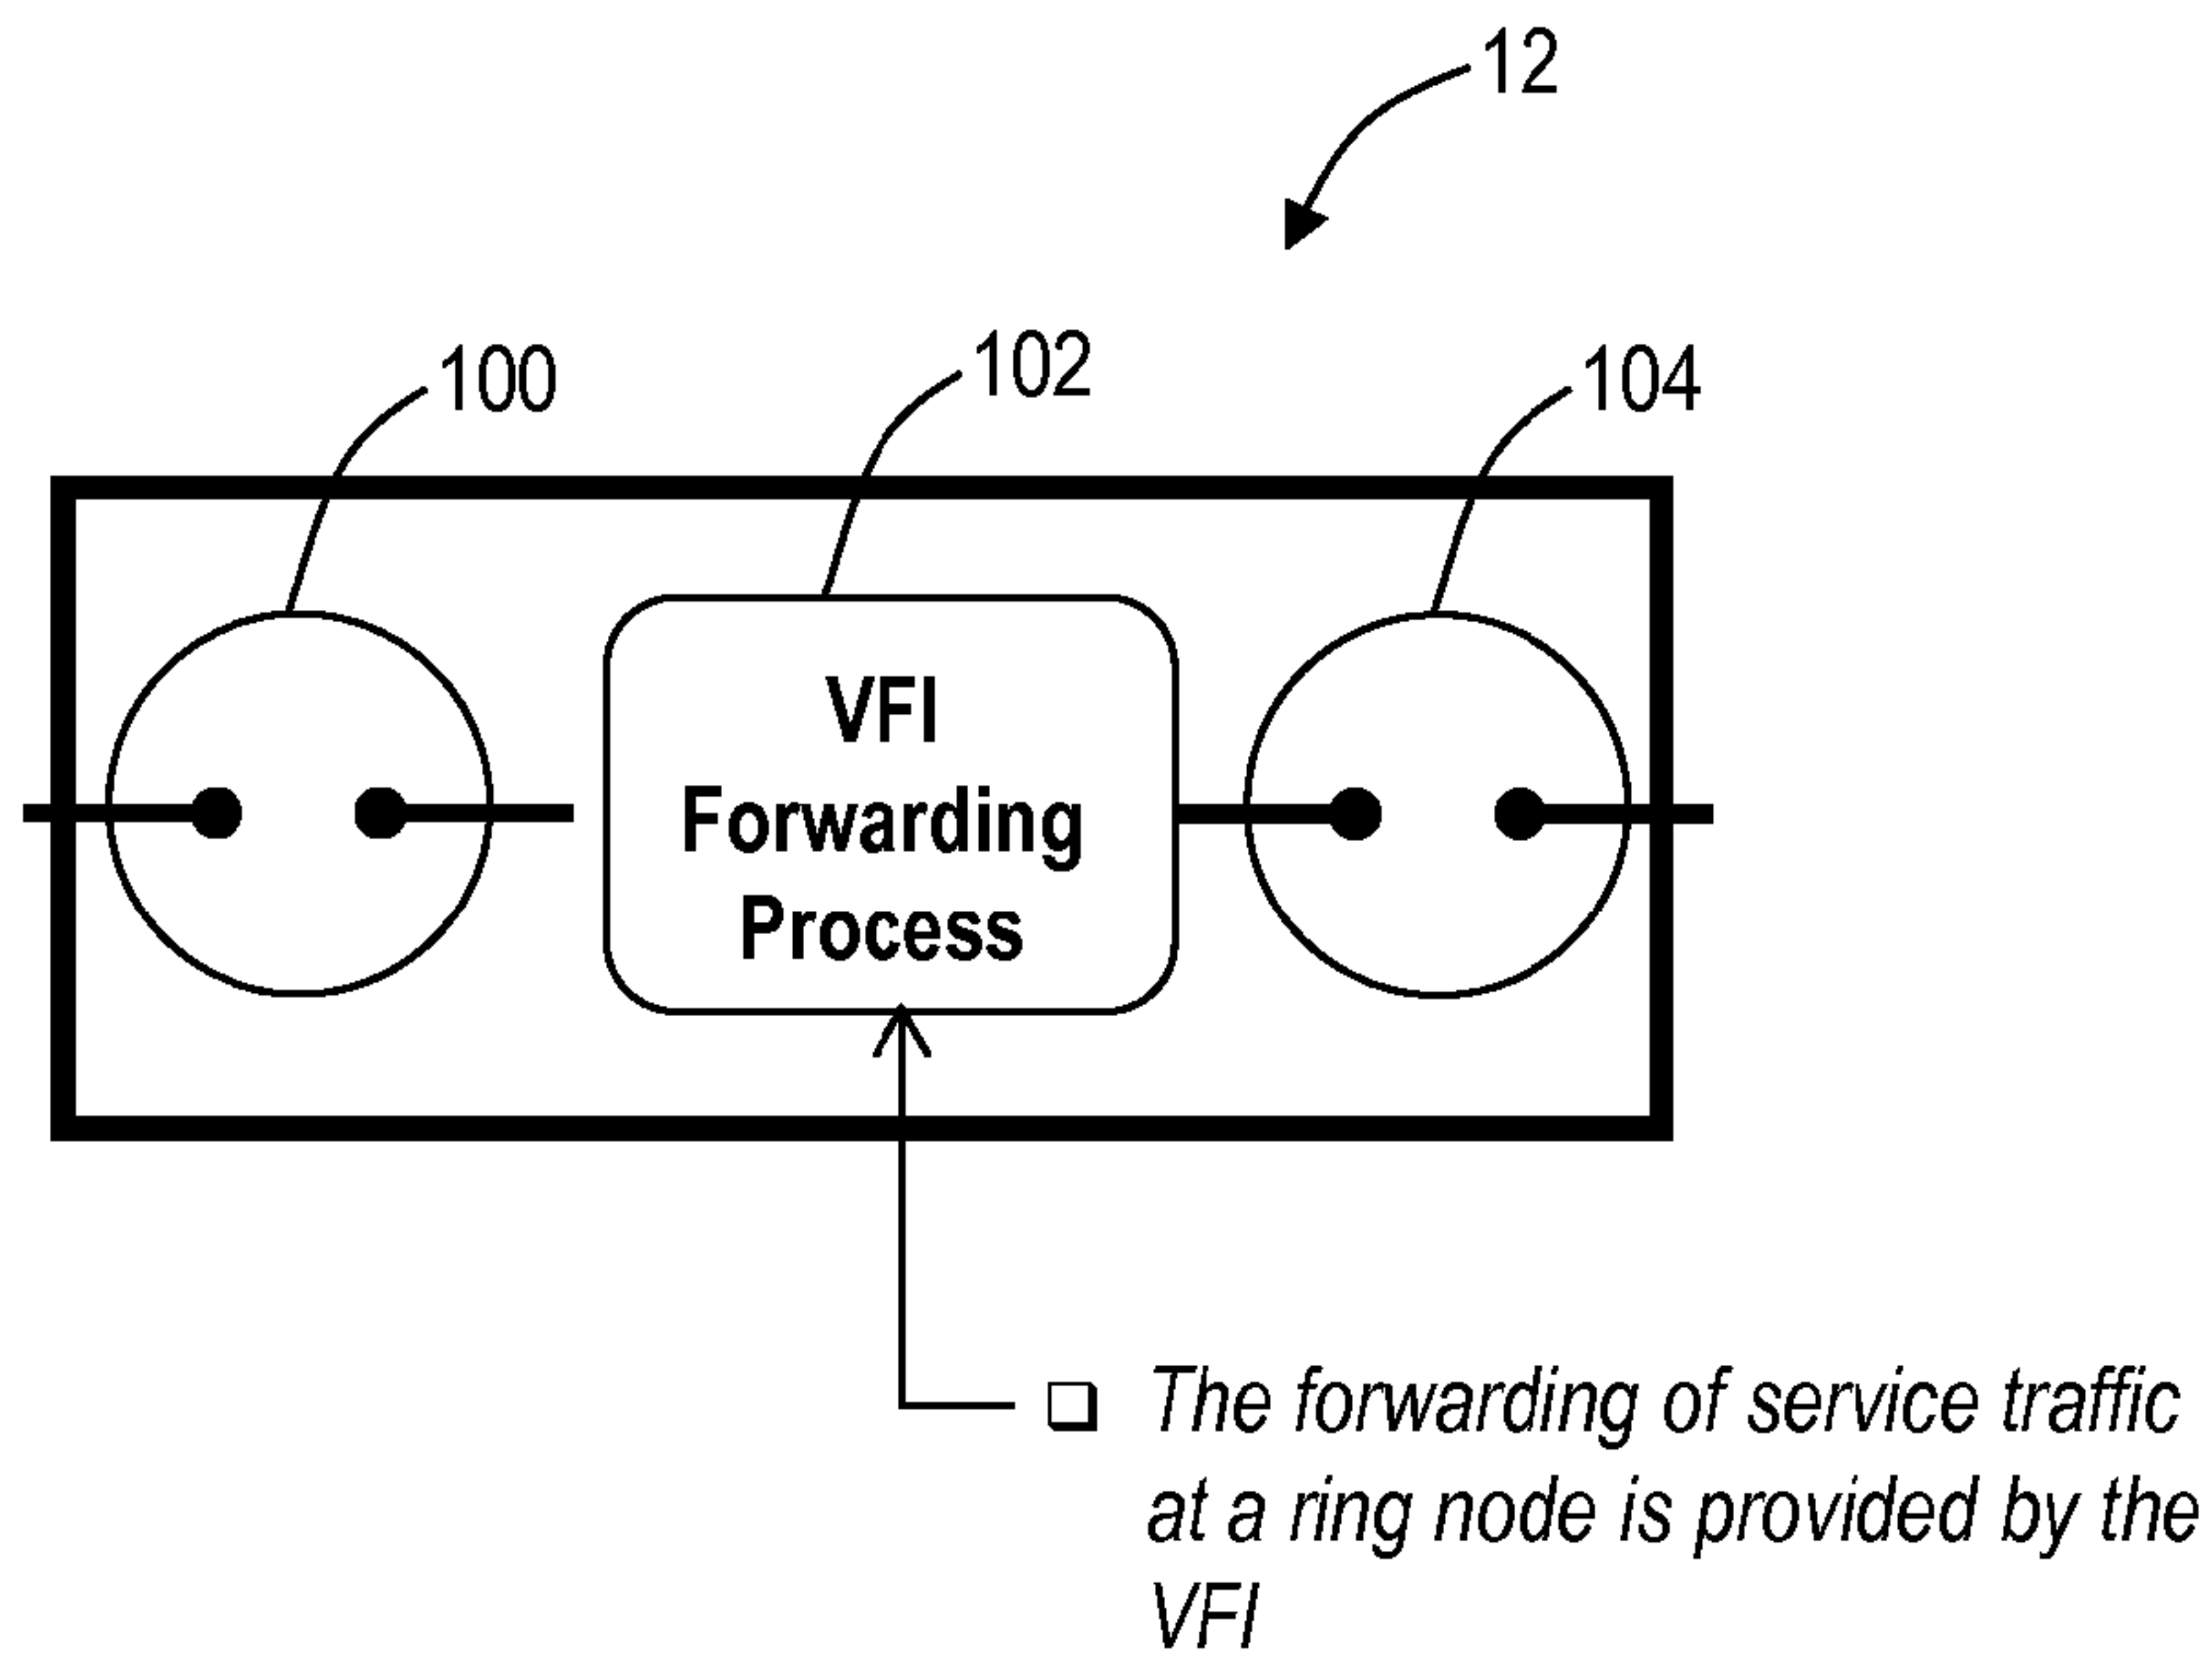 12
100
102
104
VFI
Forwarding
Process
❑ The forwarding of service traffic
at a ring node is provided by the
VFI